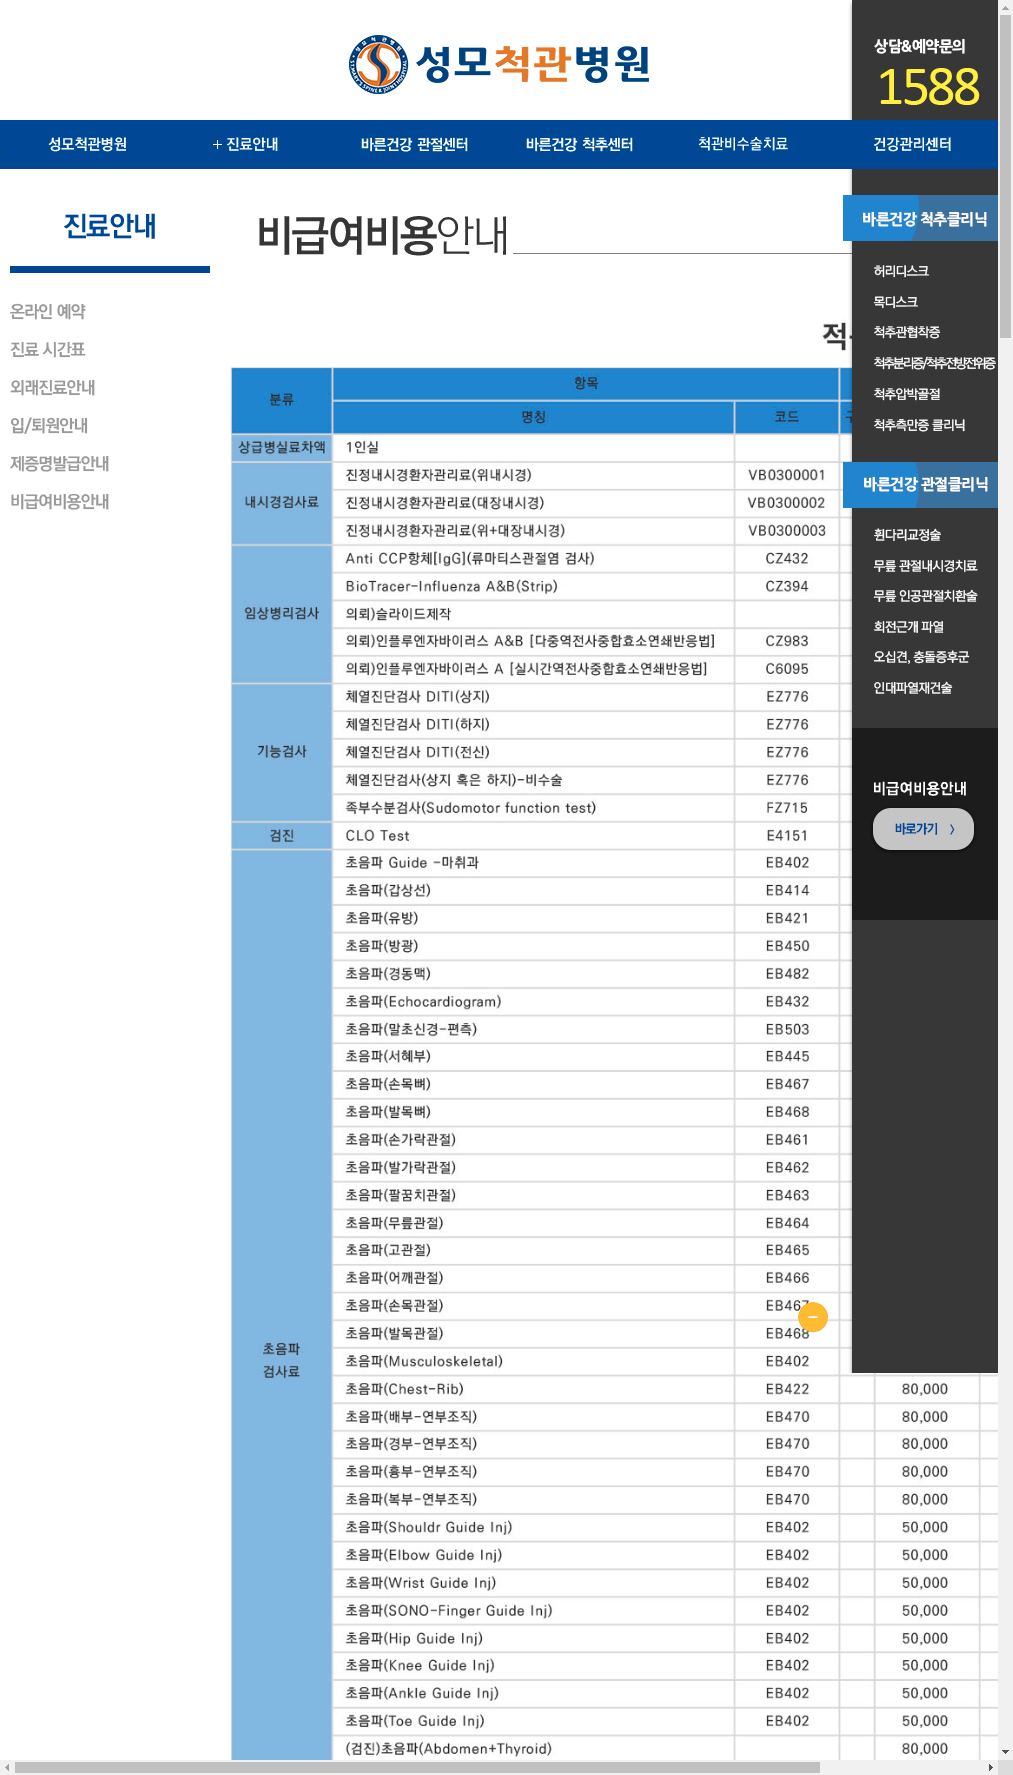 성모척관병원
상담&예약문의
1588
성모척관병원
+ 진료안내
바른건강 관절센터
바른건강 척추센터
척관비수술치료
건강관리센터
진료안내
온라인 예약
진료 시간표
외래진료안내
입/퇴원안내
제증명발급안내
비급여비용안내
비급여비용안내
바른건강 척추클리닉
허리디스크
목디스크
척추관협착증
척추분리증/척추전방전위증
척추압박골절
척추측만증 클리닉
바른건강 관절클리닉
휜다리교정술
무릎 관절내시경치료
무릎 인공관절치환술
회전근개 파열
오십견, 충돌증후군
인대파열재건술
비급여비용안내
바로가기 〉
적
분류 항목
명칭 코드
상급병실료차액 1인실
내시경검사료
진정내시경환자관리료(위내시경) VB0300001
진정내시경환자관리료(대장내시경) VB0300002
진정내시경환자관리료(위+대장내시경) VB0300003
임상병리검사
Anti CCP항체[IgG](류마티스관절염 검사) CZ432
BioTracer-Influenza A&B(Strip) CZ394
의뢰)슬라이드제작
의뢰)인플루엔자바이러스 A&B [다중역전사중합효소연쇄반응법] CZ983
의뢰)인플루엔자바이러스 A [실시간역전사중합효소연쇄반응법] C6095
기능검사
체열진단검사 DITI(상지) EZ776
체열진단검사 DITI(하지) EZ776
체열진단검사 DITI(전신) EZ776
체열진단검사(상지 혹은 하지)-비수술 EZ776
족부수분검사(Sudomotor function test) FZ715
검진 CLO Test E4151
초음파
검사료
초음파 Guide -마취과 EB402
초음파(갑상선) EB414
초음파(유방) EB421
초음파(방광) EB450
초음파(경동맥) EB482
초음파(Echocardiogram) EB432
초음파(말초신경-편측) EB503
초음파(서혜부) EB445
초음파(손목뼈) EB467
초음파(발목뼈) EB468
초음파(손가락관절) EB461
초음파(발가락관절) EB462
초음파(팔꿈치관절) EB463
초음파(무릎관절) EB464
초음파(고관절) EB465
초음파(어깨관절) EB466
초음파(손목관절) EB467
초음파(발목관절) EB468
초음파(Musculoskeletal) EB402
초음파(Chest-Rib) EB422 80,000
초음파(배부-연부조직) EB470 80,000
초음파(경부-연부조직) EB470 80,000
초음파(흉부-연부조직) EB470 80,000
초음파(복부-연부조직) EB470 80,000
초음파(Shouldr Guide Inj) EB402 50,000
초음파(Elbow Guide Inj) EB402 50,000
초음파(Wrist Guide Inj) EB402 50,000
초음파(SONO-Finger Guide Inj) EB402 50,000
초음파(Hip Guide Inj) EB402 50,000
초음파(Knee Guide Inj) EB402 50,000
초음파(Ankle Guide Inj) EB402 50,000
초음파(Toe Guide Inj) EB402 50,000
(검진)초음파(Abdomen+Thyroid) 80,000